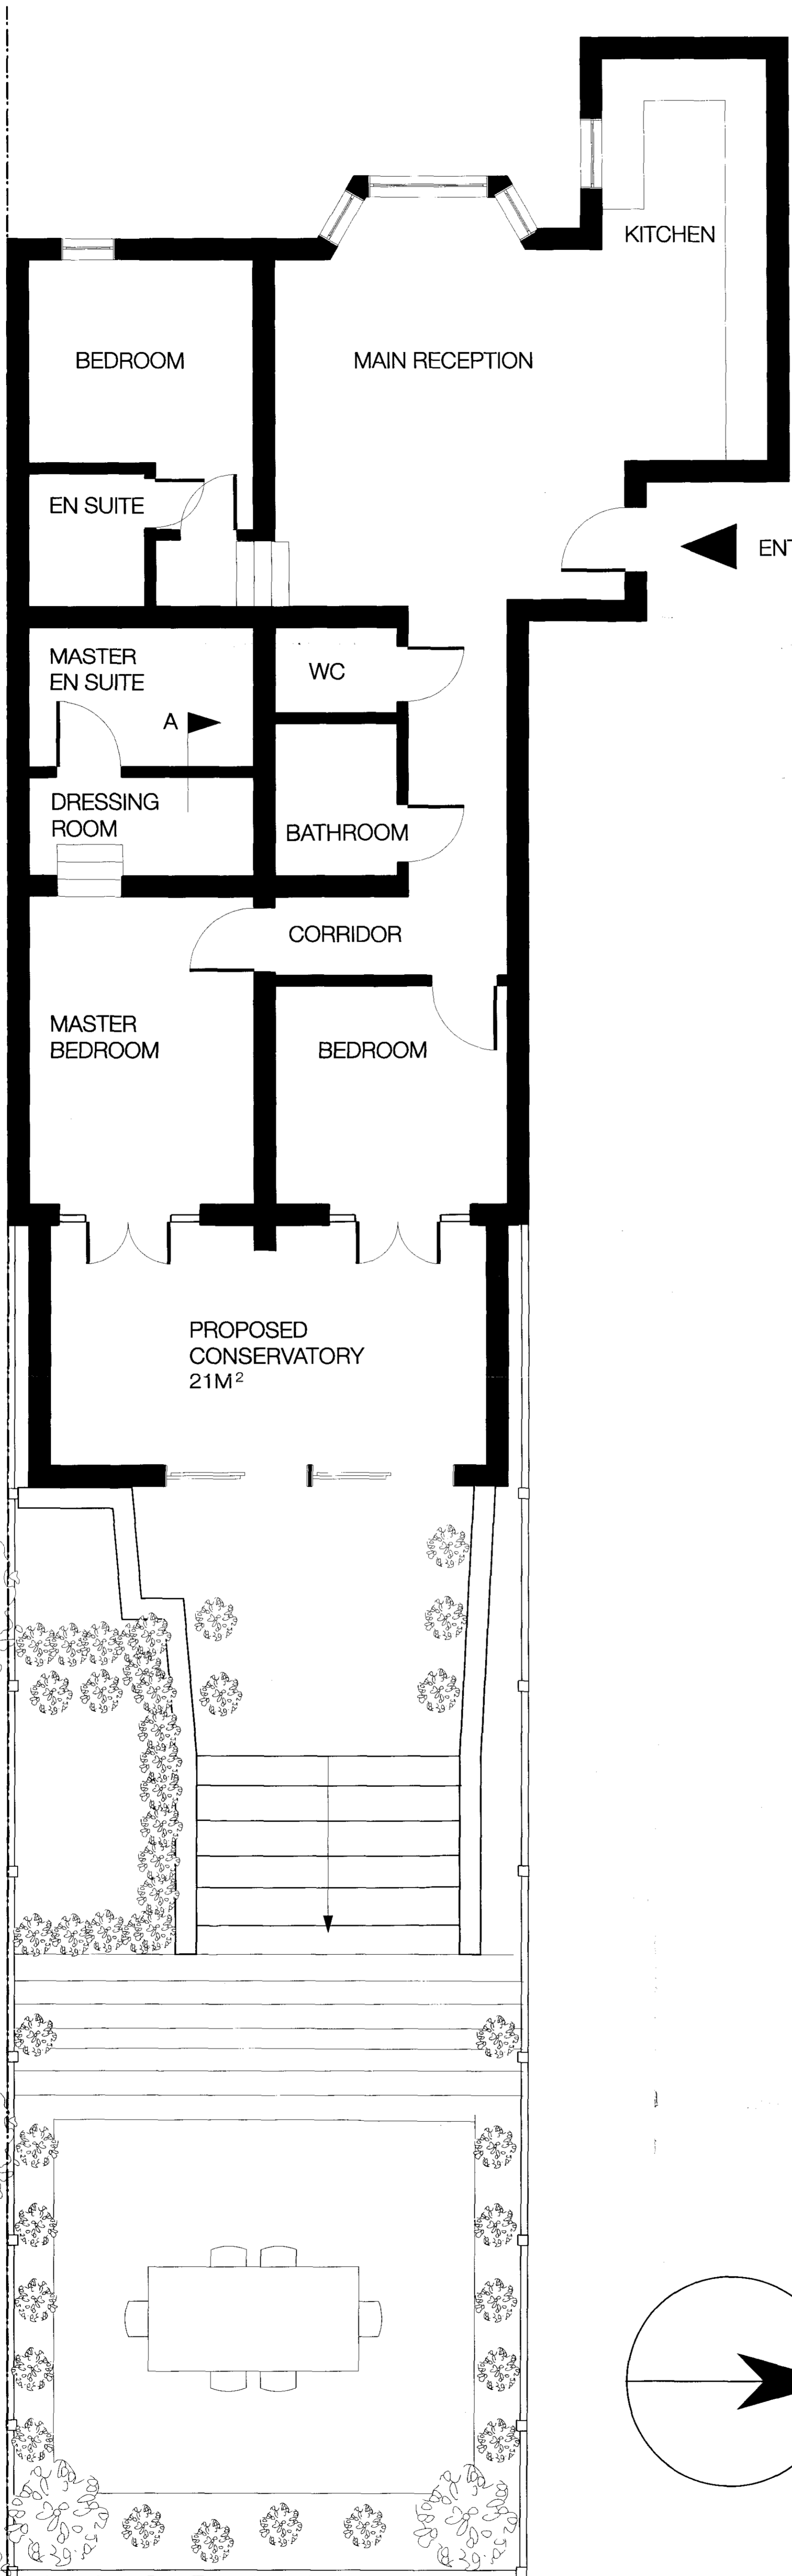 KITCHEN
BEDROOM
MAIN RECEPTION
EN SUITE
ENT
MASTER
EN SUITE
WC
A
DRESSING
ROOM
BATHROOM
CORRIDOR
MASTER
BEDROOM
BEDROOM
PROPOSED
CONSERVATORY
21M²